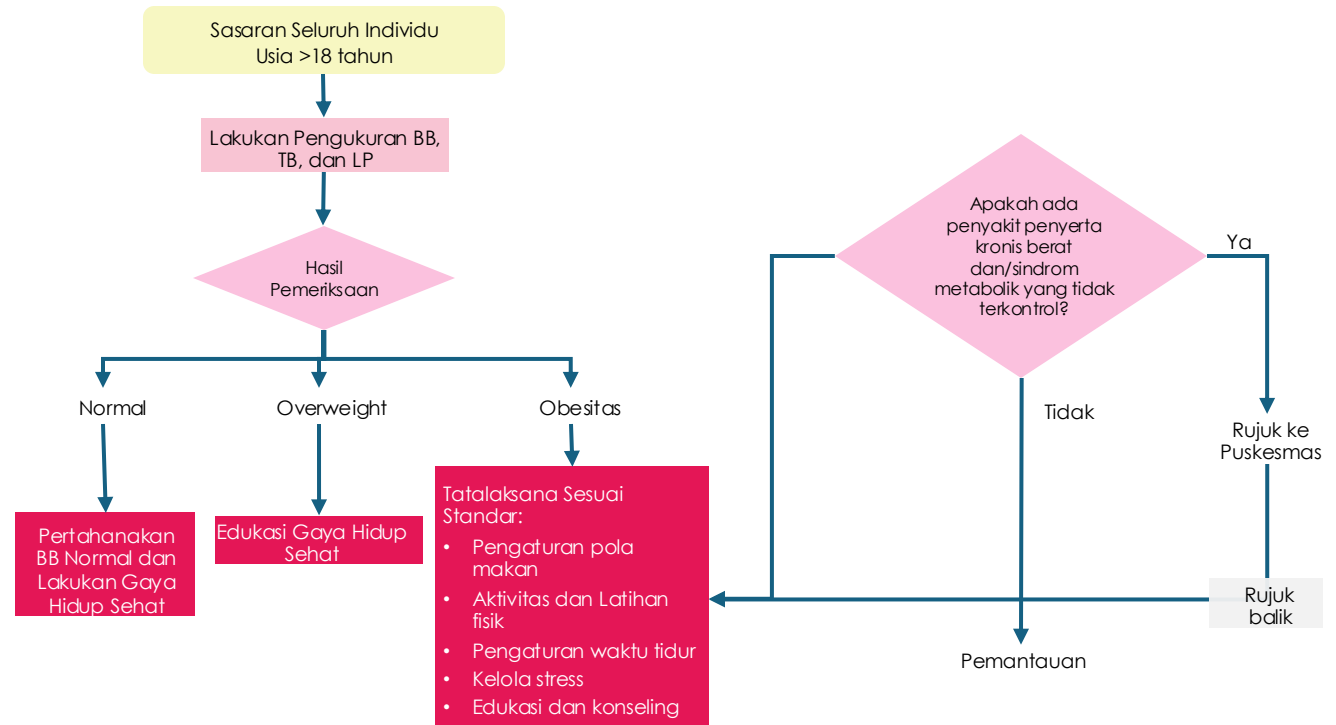 Sasaran Seluruh Individu
Usia >18 tahun
Lakukan Pengukuran BB,
TB, dan LP
Hasil
Pemeriksaan
Normal
Overweight
Obesitas
Pertahanakan
BB Normal dan
Lakukan Gaya
Hidup Sehat
Edukasi Gaya Hidup
Sehat
Tatalaksana Sesuai
Standar:
• Pengaturan pola
makan
• Aktivitas dan Latihan
fisik
• Pengaturan waktu tidur
• Kelola stress
• Edukasi dan konseling
Apakah ada
penyakit penyerta
kronis berat
dan/sindrom
metabolik yang tidak
terkontrol?
Ya
Tidak
Rujuk ke
Puskesmas
Rujuk
balik
Pemantauan